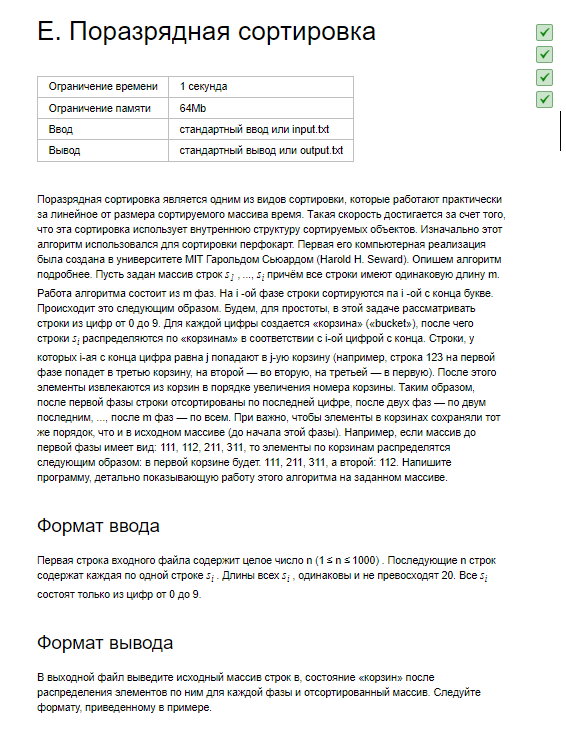 Е. Поразрядная сортировка
Ограничение времени 1 секунда
Ограничение памяти 64Mb
Ввод стандартный ввод или input.txt
Вывод стандартный вывод или output.txt
Поразрядная сортировка является одним из видов сортировки, которые работают практически
за линейное от размера сортируемого массива время. Такая скорость достигается за счет того,
что эта сортировка использует внутреннюю структуру сортируемых объектов. Изначально этот
алгоритм использовался для сортировки перфокарт. Первая его компьютерная реализация
была создана в университете MIT Гарольдом Сьюардом (Harold H. Seward). Опишем алгоритм
подробнее. Пусть задан массив строк s1 , ..., si причём все строки имеют одинаковую длину m.
Работа алгоритма состоит из m фаз. На i -ой фазе строки сортируются па i -ой с конца букве.
Происходит это следующим образом. Будем, для простоты, в этой задаче рассматривать
строки из цифр от 0 до 9. Для каждой цифры создается «корзина» («bucket»), после чего
строки si распределяются по «корзинам» в соответствии с i-ой цифрой с конца. Строки, у
которых i-ая с конца цифра равна j попадают в j-ую корзину (например, строка 123 на первой
фазе попадет в третью корзину, на второй — во вторую, на третьей — в первую). После этого
элементы извлекаются из корзин в порядке увеличения номера корзины. Таким образом,
после первой фазы строки отсортированы по последней цифре, после двух фаз — по двум
последним, ..., после m фаз — по всем. При важно, чтобы элементы в корзинах сохраняли тот
же порядок, что и в исходном массиве (до начала этой фазы). Например, если массив до
первой фазы имеет вид: 111, 112, 211, 311, то элементы по корзинам распределятся
следующим образом: в первой корзине будет: 111, 211, 311, а второй: 112. Напишите
программу, детально показывающую работу этого алгоритма на заданном массиве.
Формат ввода
Первая строка входного файла содержит целое число n (1 ≤ n ≤ 1000) . Последующие n строк
содержат каждая по одной строке si . Длины всех si , одинаковы и не превосходят 20. Все si
состоят только из цифр от 0 до 9.
Формат вывода
В выходной файл выведите исходный массив строк в, состояние «корзин» после
распределения элементов по ним для каждой фазы и отсортированный массив. Следуйте
формату, приведенному в примере.